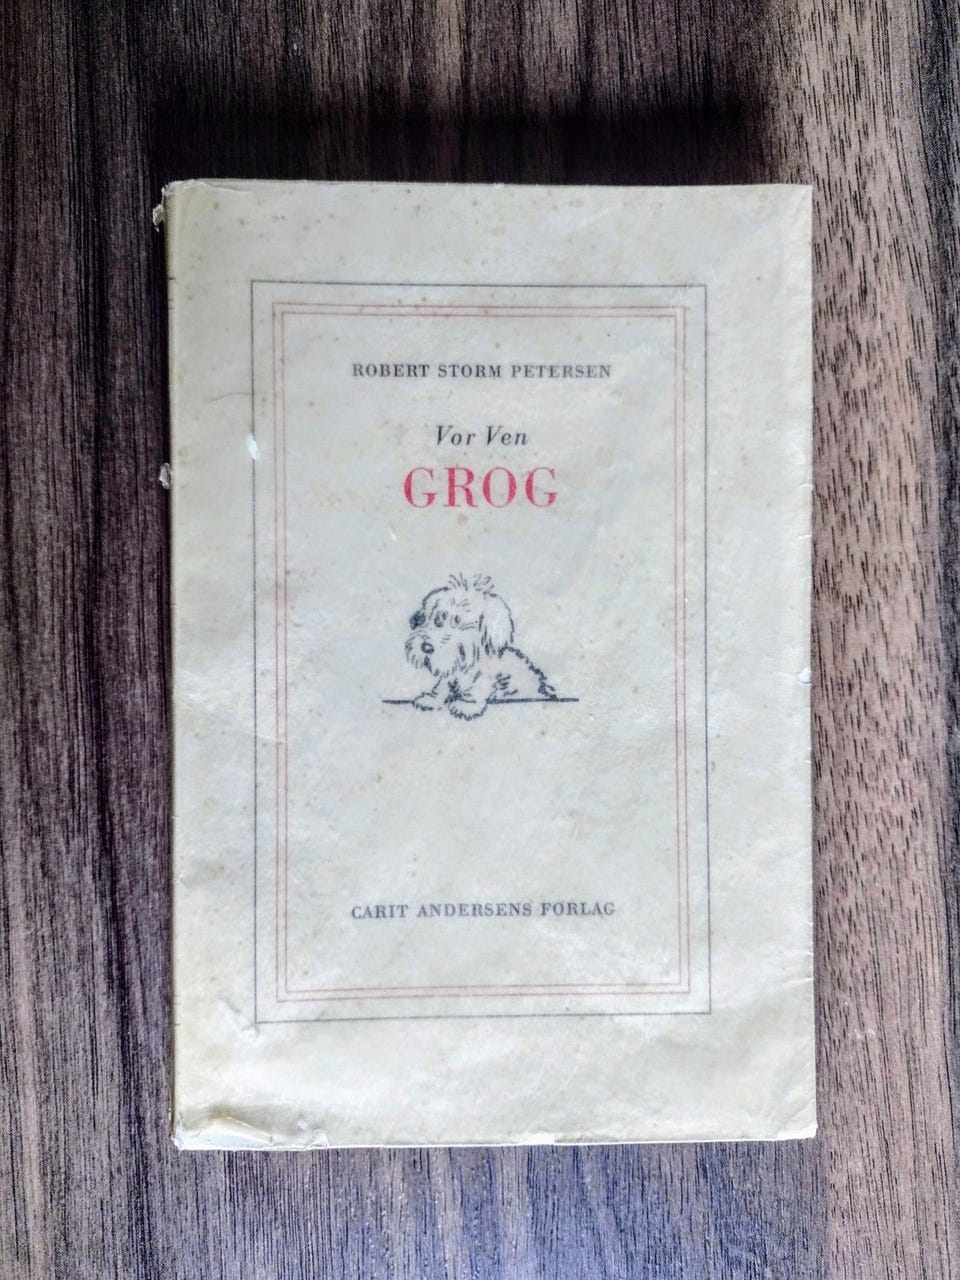 ROBERT STORM PETERSEN
Vor Ven
GROG
CARIT ANDERSENS FORLAG